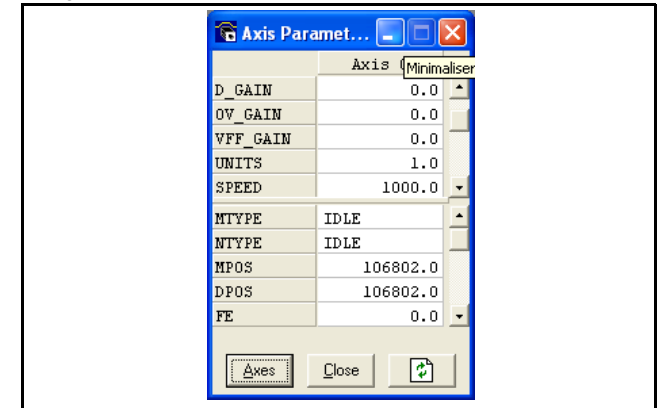 Axis Paramet...
Axis (
Minimaliser
D_GAIN 0.0
OV_GAIN 0.0
VFF_GAIN 0.0
UNITS 1.0
SPEED 1000.0
MTYPE IDLE
NTYPE IDLE
MPOS 106802.0
DPOS 106802.0
FE 0.0
Axes Close